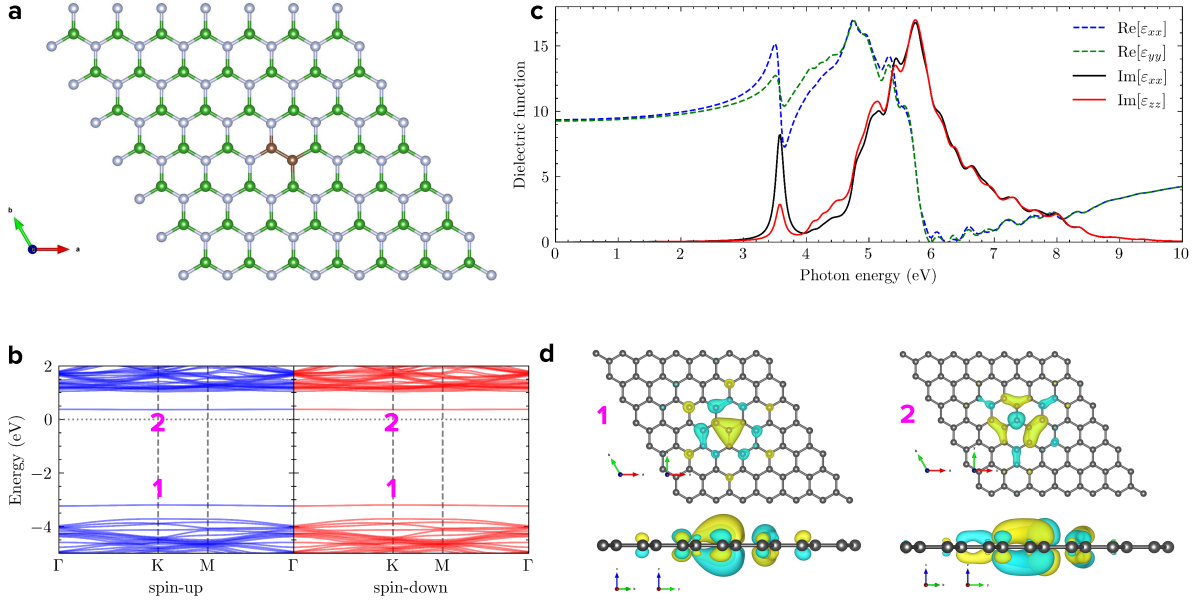 a
b
a
c
Dielectric function
15
10
5
0
Re[εxx]
Re[εyy]
Im[εxx]
Im[εzz]
0 1 2 3 4 5 6 7 8 9 10
Photon energy (eV)
b
Energy (eV)
2
0
−2
−4
2
2
1
1
Γ K M Γ K M Γ
spin-up spin-down
d
1
2